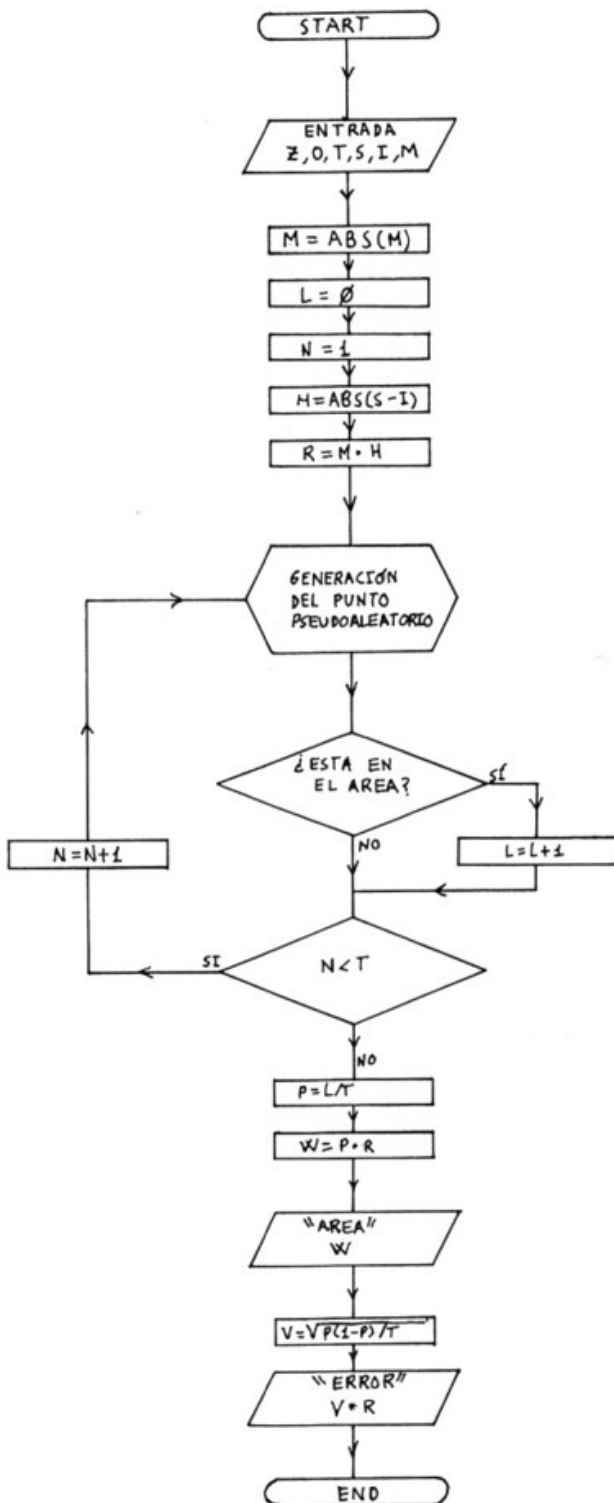 START
ENTRADA
Z, O, T, S, I, M
M = ABS(M)
L = Ø
N = 1
H = ABS(S - I)
R = M · H
GENERACIÓN
DEL PUNTO
PSEUDOALEATORIO
¿ESTA EN
EL AREA?
SÍ
NO
L = L + 1
N = N + 1
N < T
SI
NO
P = L/T
W = P · R
"AREA"
W
V = √P(1-P)/T
"ERROR"
V · R
END